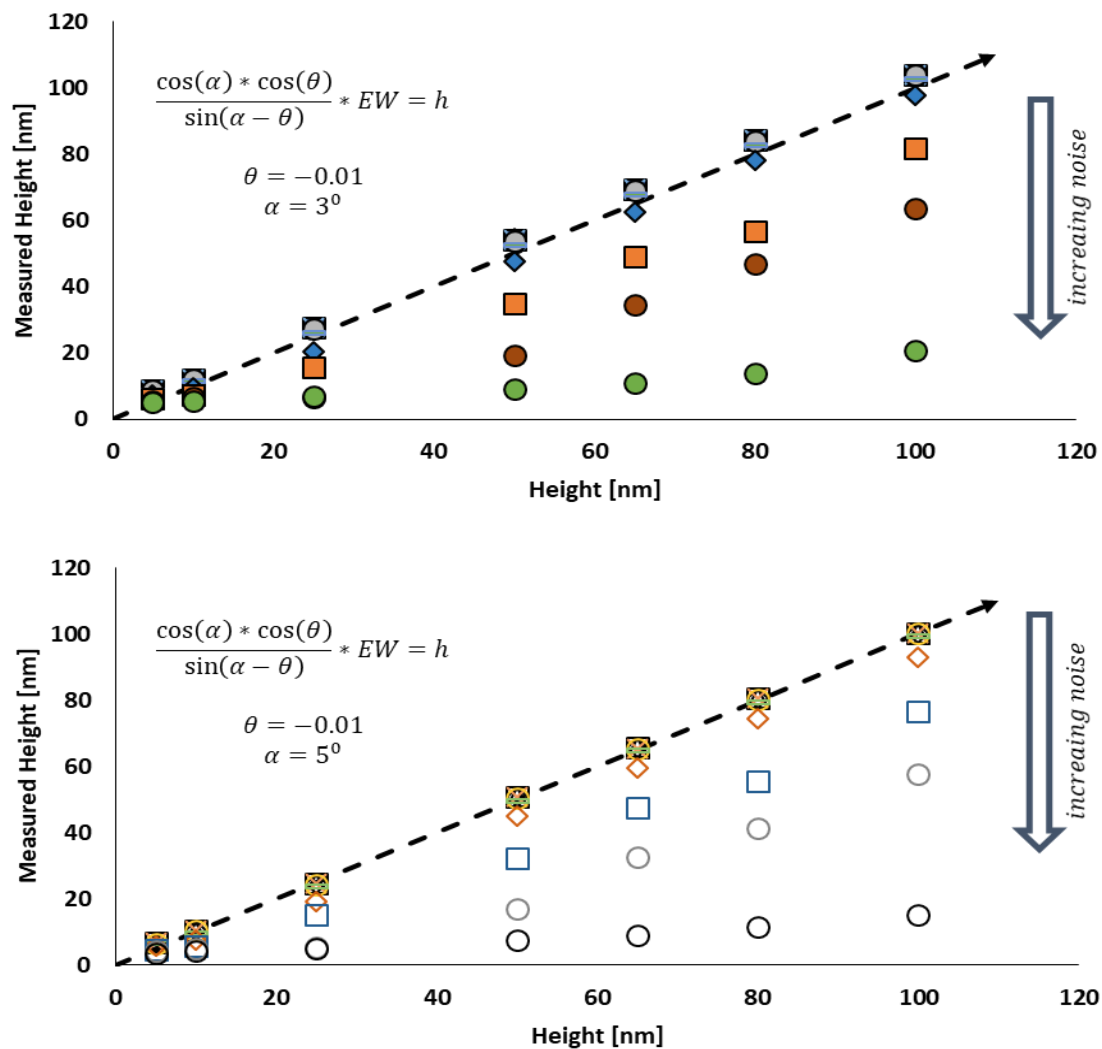 120
100
80
60
40
20
0
Measured Height [nm]
cos(α) * cos(θ)
sin(α − θ)
* EW = h
θ = −0.01
α = 3⁰
increaing noise
0 20 40 60 80 100 120
Height [nm]
120
100
80
60
40
20
0
Measured Height [nm]
cos(α) * cos(θ)
sin(α − θ)
* EW = h
θ = −0.01
α = 5⁰
increaing noise
0 20 40 60 80 100 120
Height [nm]